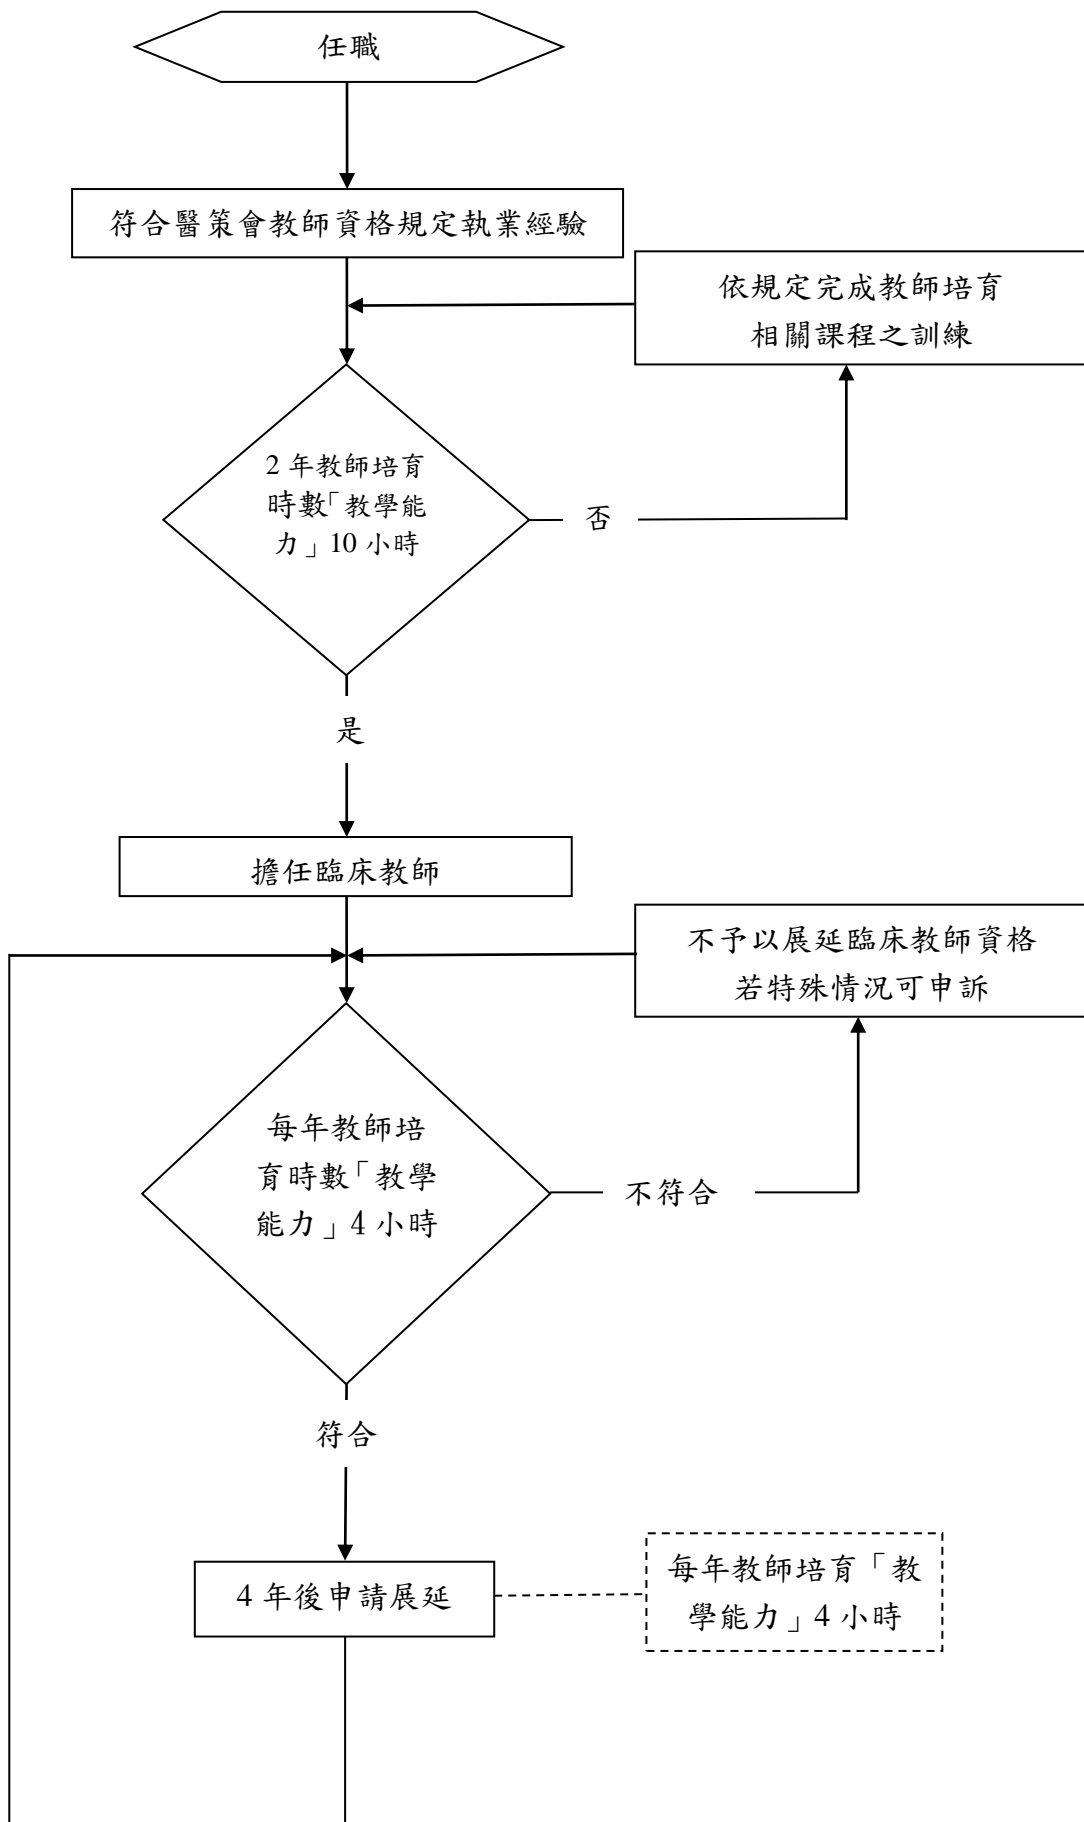 任職
符合醫策會教師資格規定執業經驗
依規定完成教師培育
相關課程之訓練
2 年教師培育
時數「教學能
力」10 小時
否
是
擔任臨床教師
不予以展延臨床教師資格
若特殊情況可申訴
每年教師培
育時數「教學
能力」4 小時
不符合
符合
4 年後申請展延
每年教師培育「教
學能力」4 小時